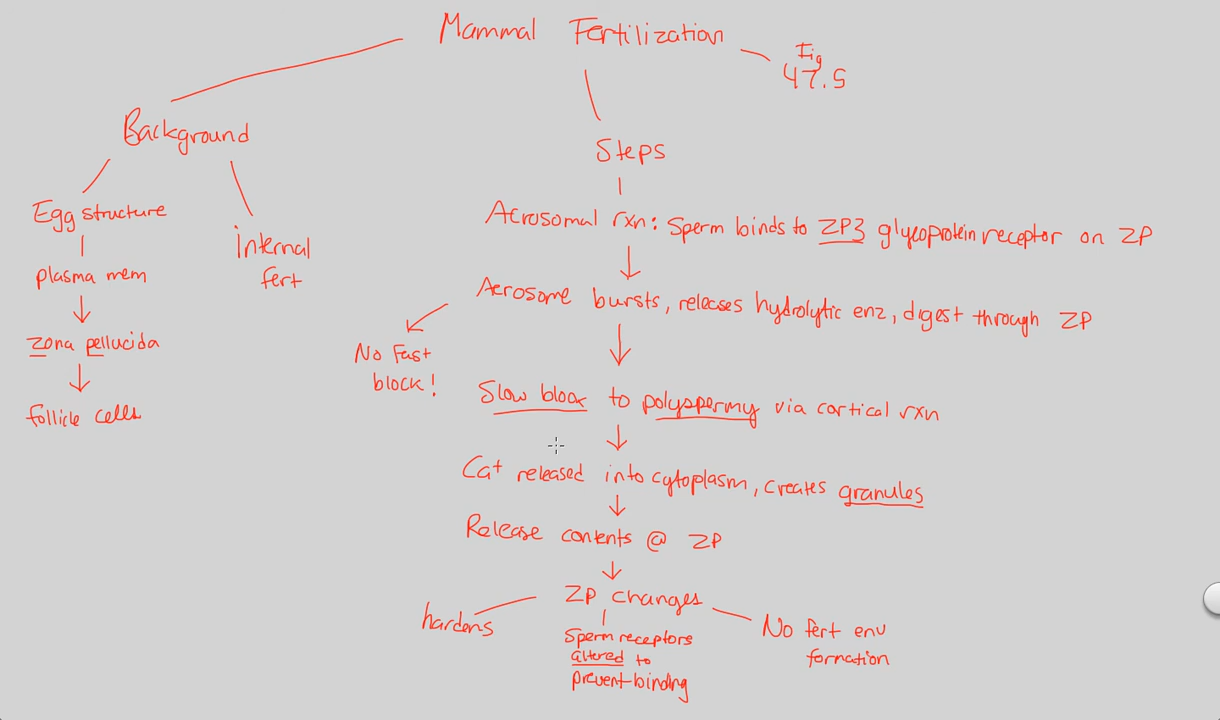 Mammal Fertilization
Fig
47.5
Background
Steps
Egg structure
Internal
fert
plasma mem
zona pellucida
follicle cells
Acrosomal rxn: Sperm binds to ZP3 glycoprotein receptor on ZP
Acrosome bursts, releases hydrolytic enz, digest through ZP
No Fast
block!
Slow block to polyspermy via cortical rxn
Ca+ released into cytoplasm, creates granules
Release contents @ ZP
ZP changes
hardens
Sperm receptors
altered to
prevent binding
No fert env
formation